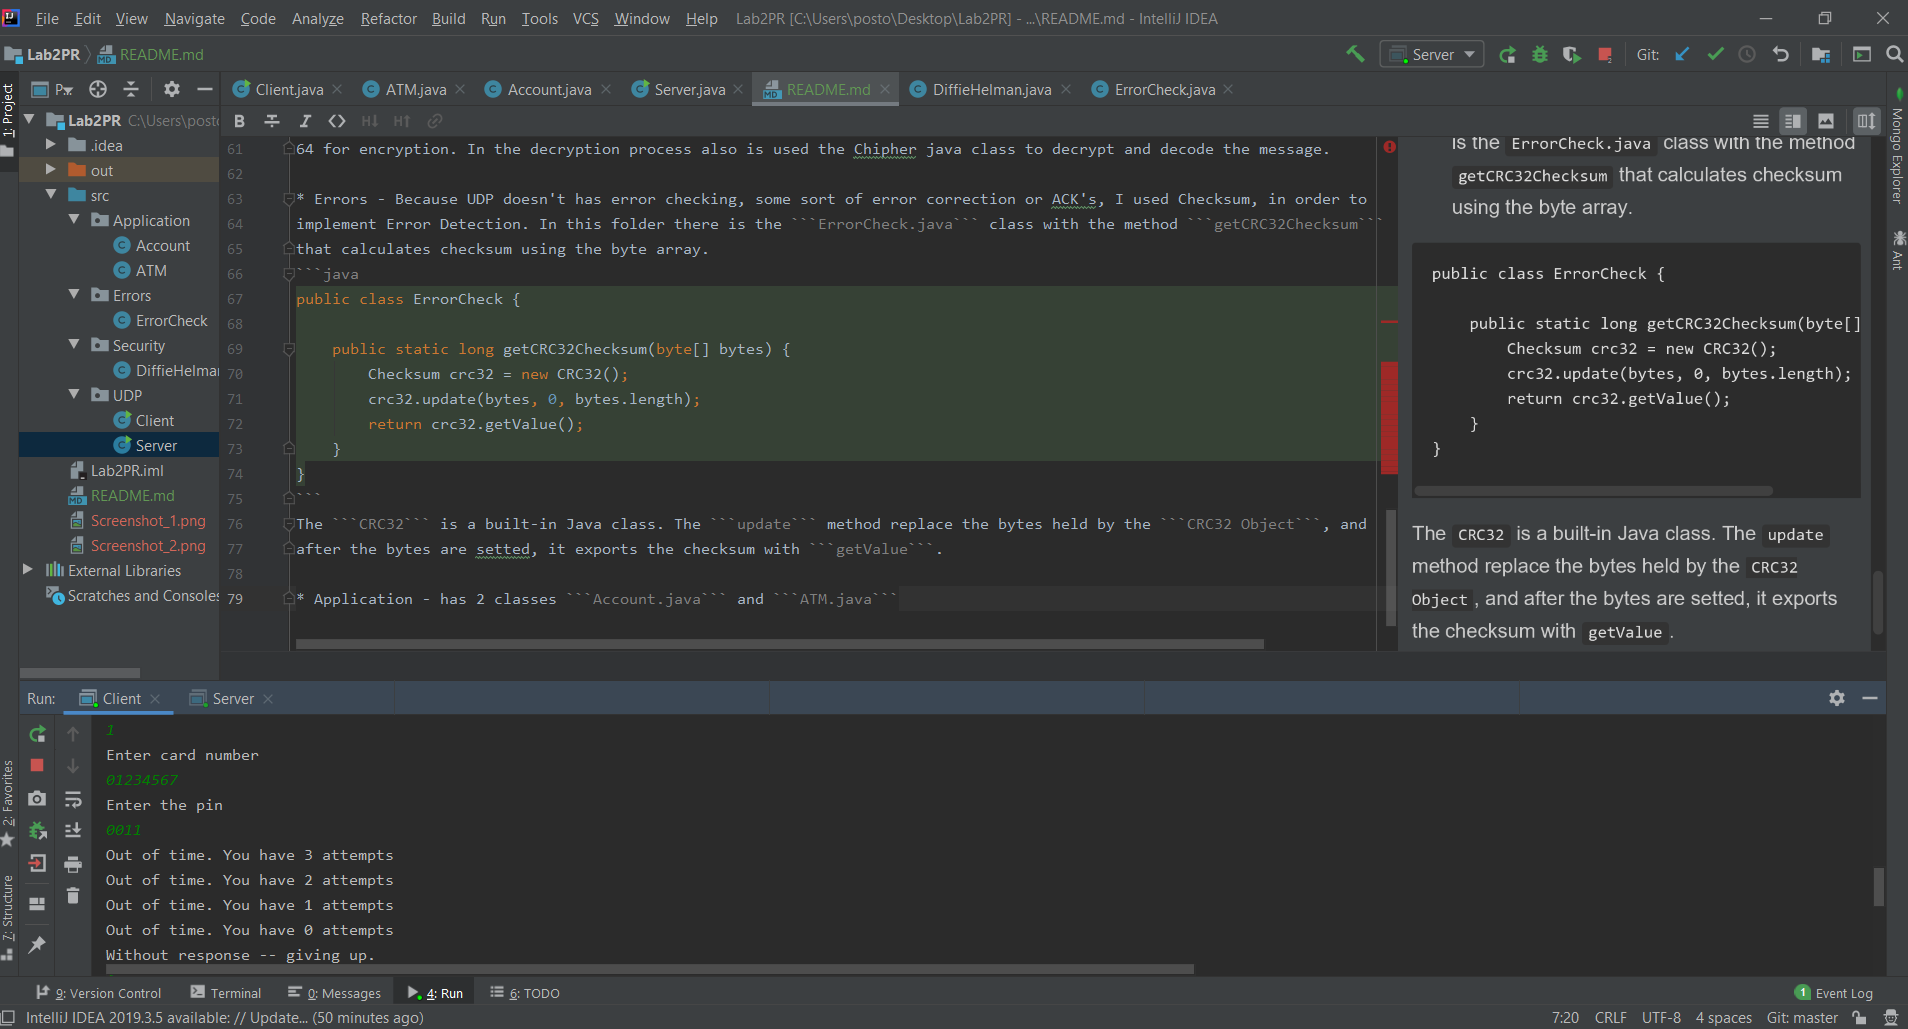 File Edit View Navigate Code Analyze Refactor Build Run Tools VCS Window Help Lab2PR [C:\Users\posto\Desktop\Lab2PR] - ...\README.md - IntelliJ IDEA
Lab2PR README.md
Server
Git:
P
Client.java
ATM.java
Account.java
Server.java
README.md
DiffieHelman.java
ErrorCheck.java
1: Project
Lab2PR C:\Users\posto
.idea
out
src
Application
Account
ATM
Errors
ErrorCheck
Security
DiffieHelma
UDP
Client
Server
Lab2PR.iml
README.md
Screenshot_1.png
Screenshot_2.png
External Libraries
Scratches and Consoles
B I <> H↓ H↑
61 64 for encryption. In the decryption process also is used the Chipher java class to decrypt and decode the message.
62
63 * Errors - Because UDP doesn't has error checking, some sort of error correction or ACK's, I used Checksum, in order to
64 implement Error Detection. In this folder there is the ```ErrorCheck.java``` class with the method ```getCRC32Checksum```
65 that calculates checksum using the byte array.
66 ```java
67 public class ErrorCheck {
68
69 public static long getCRC32Checksum(byte[] bytes) {
70 Checksum crc32 = new CRC32();
71 crc32.update(bytes, 0, bytes.length);
72 return crc32.getValue();
73 }
74 }
75 ```
76 The ```CRC32``` is a built-in Java class. The ```update``` method replace the bytes held by the ```CRC32 Object```, and
77 after the bytes are setted, it exports the checksum with ```getValue```.
78
79 * Application - has 2 classes ```Account.java``` and ```ATM.java```
is the ErrorCheck.java class with the method
getCRC32Checksum that calculates checksum
using the byte array.
public class ErrorCheck {
public static long getCRC32Checksum(byte[]
Checksum crc32 = new CRC32();
crc32.update(bytes, 0, bytes.length);
return crc32.getValue();
}
}
The CRC32 is a built-in Java class. The update
method replace the bytes held by the CRC32
Object, and after the bytes are setted, it exports
the checksum with getValue.
Mongo Explorer
Ant
Run: Client Server
1
Enter card number
01234567
Enter the pin
0011
Out of time. You have 3 attempts
Out of time. You have 2 attempts
Out of time. You have 1 attempts
Out of time. You have 0 attempts
Without response -- giving up.
2: Favorites
7: Structure
9: Version Control Terminal 0: Messages 4: Run 6: TODO 1 Event Log
IntelliJ IDEA 2019.3.5 available: // Update... (50 minutes ago) 7:20 CRLF UTF-8 4 spaces Git: master